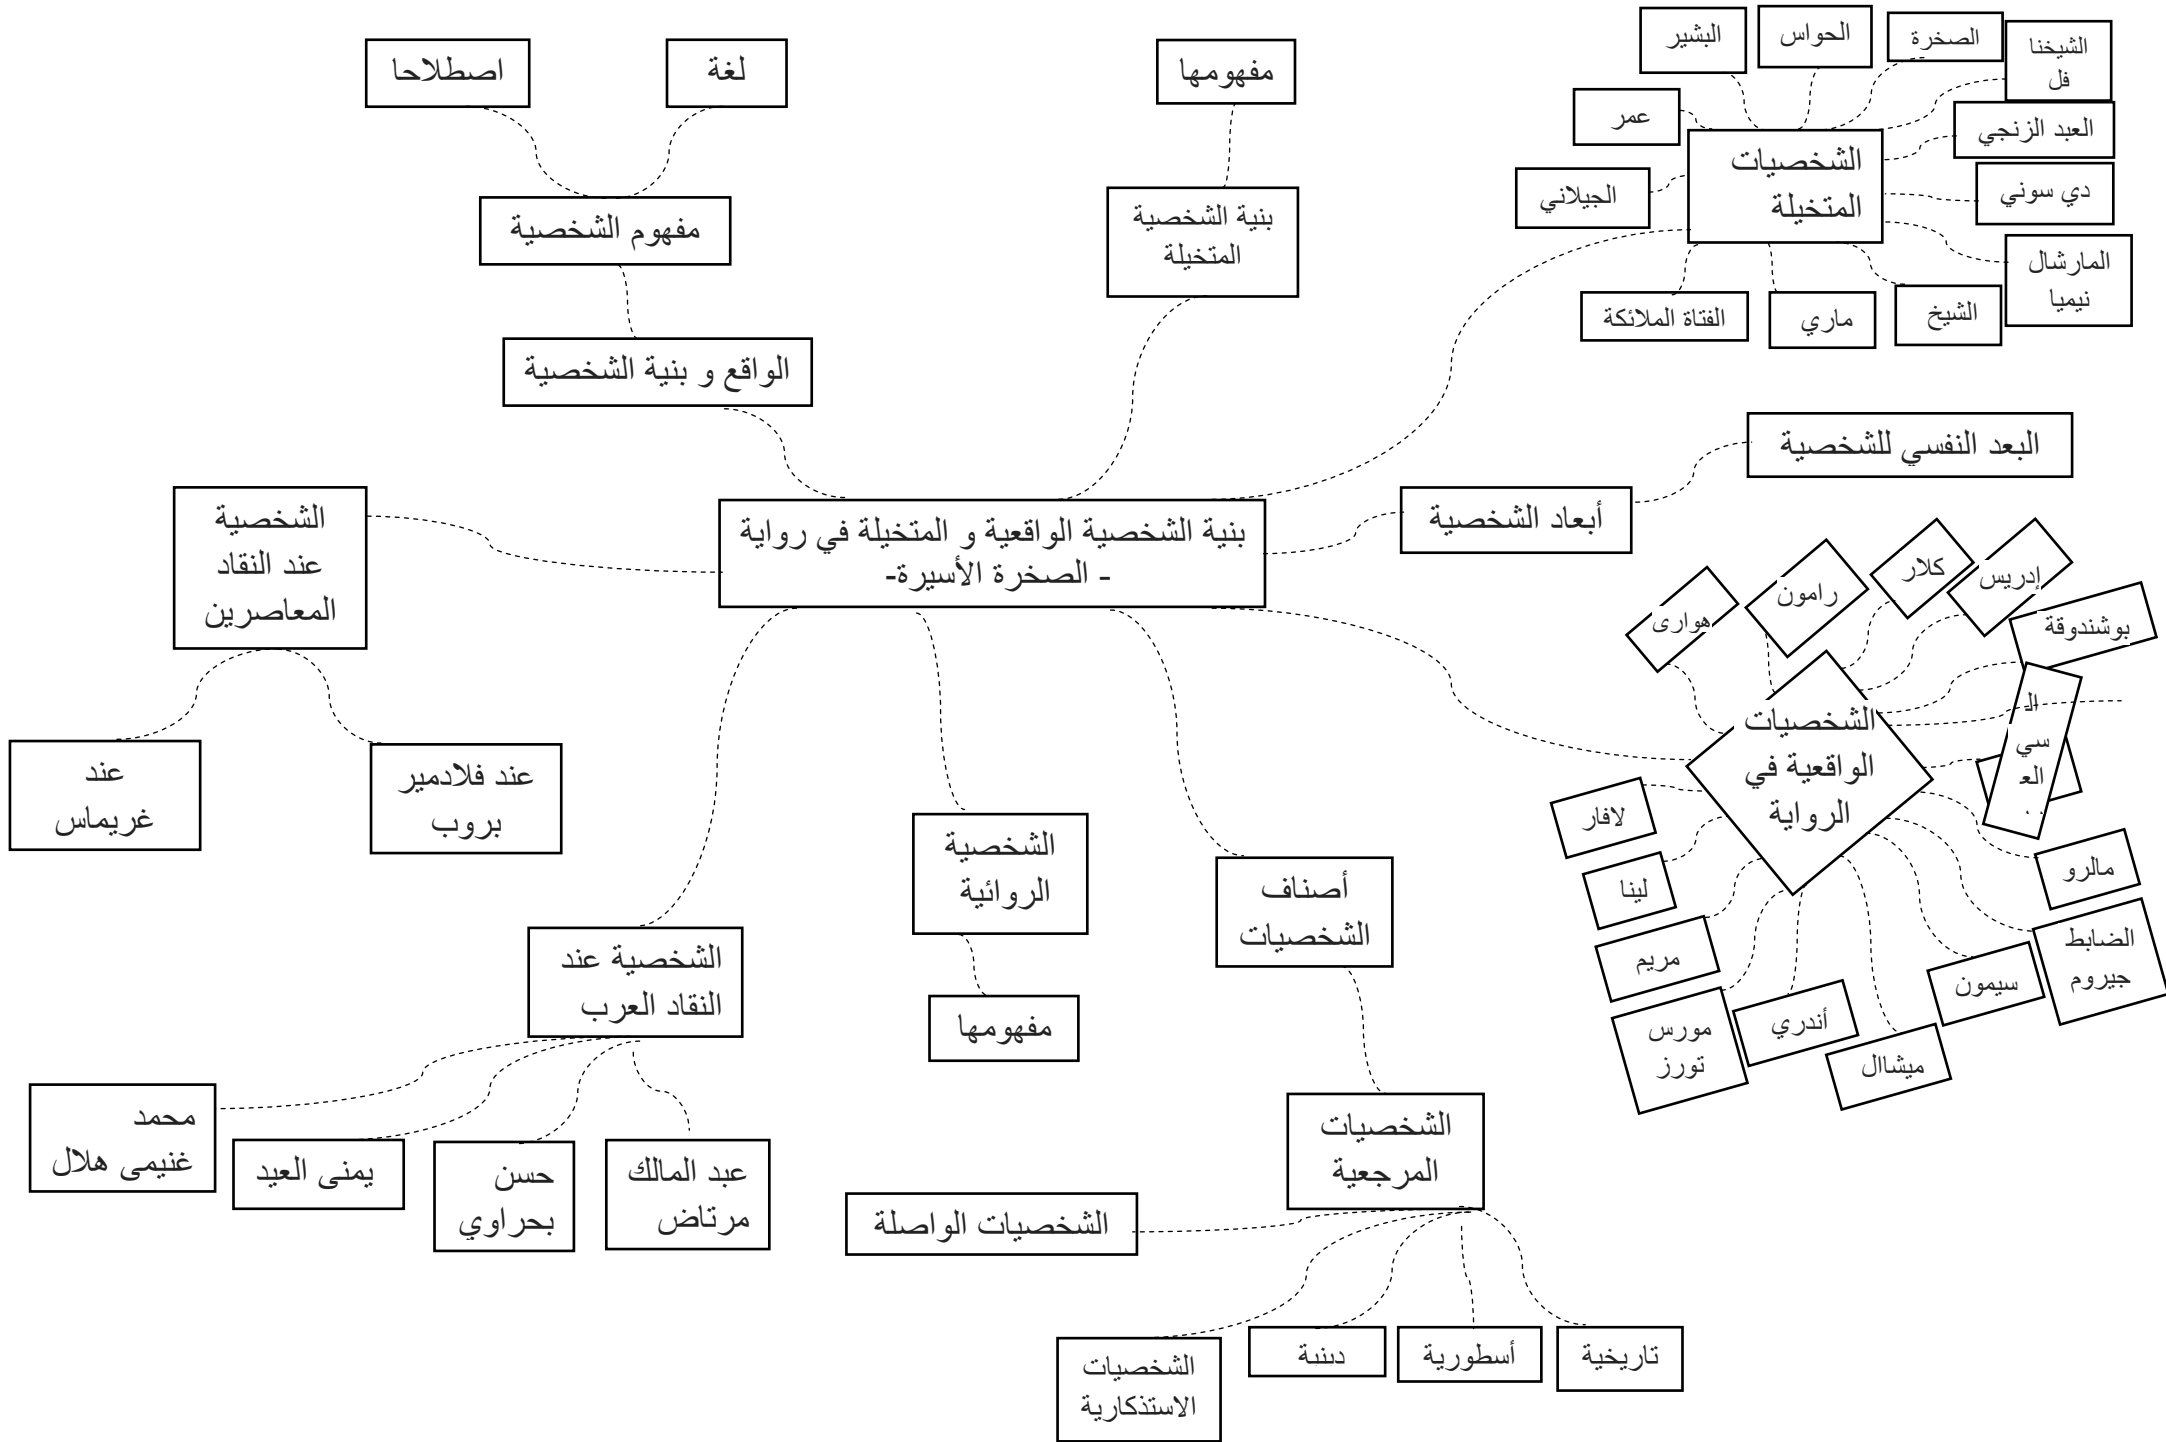 اصطلاحا
لغة
مفهومها
البشير
الحواس
الصخرة
الشيخنا
فل
عمر
العبد الزنجي
الشخصيات
المتخيلة
الجيلاني
دي سوني
مفهوم الشخصية
بنية الشخصية
المتخيلة
المارشال
نيميا
الفتاة الملائكة
ماري
الشيخ
الواقع و بنية الشخصية
البعد النفسي للشخصية
أبعاد الشخصية
بنية الشخصية الواقعية و المتخيلة في رواية
- الصخرة الأسيرة-
الشخصية
عند النقاد
المعاصرين
هوارى
رامون
كلار
إدريس
بوشندوقة
الشخصيات
الواقعية في
الرواية
الـ
سي
العـ
عند
غريماس
عند فلادمير
بروب
الشخصية
الروائية
أصناف
الشخصيات
لافار
لينا
مريم
مورس
تورز
أندري
ميشاال
سيمون
الضابط
جيروم
مالرو
الشخصية عند
النقاد العرب
مفهومها
محمد
غنيمى هلال
يمنى العيد
حسن
بحراوي
عبد المالك
مرتاض
الشخصيات
المرجعية
الشخصيات الواصلة
الشخصيات
الاستذكارية
دينية
أسطورية
تاريخية